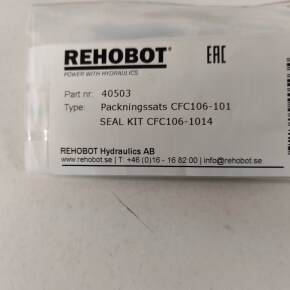 REHOBOT®
EAC
POWER WITH HYDRAULICS
Part nr: 40503
Type: Packningssats CFC106-101
SEAL KIT CFC106-1014
REHOBOT Hydraulics AB
www.rehobot.se | T: +46 (0)16 - 16 82 00 | info@rehobot.se